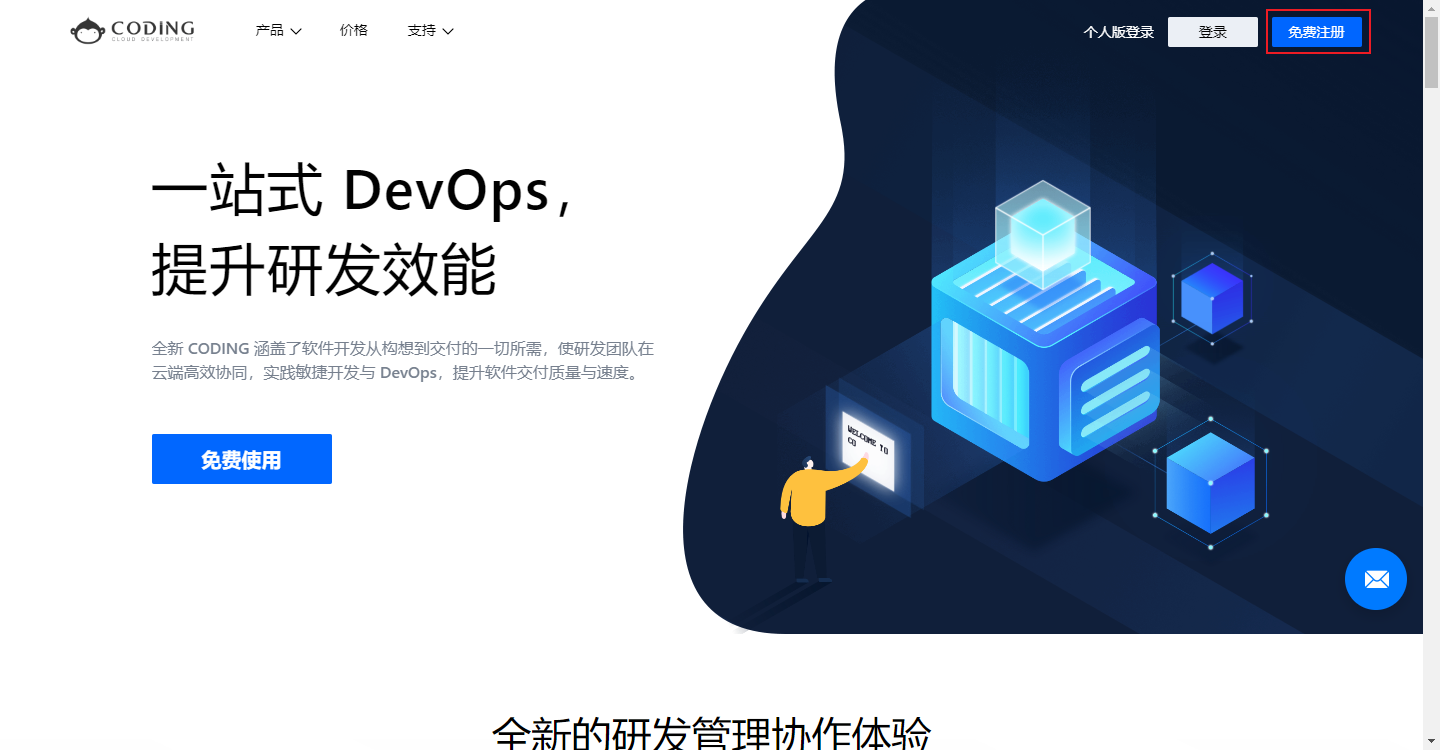 CODING
CLOUD DEVELOPMENT
产品
价格
支持
个人版登录
登录
免费注册
一站式 DevOps，
提升研发效能
全新 CODING 涵盖了软件开发从构想到交付的一切所需，使研发团队在
云端高效协同，实践敏捷开发与 DevOps，提升软件交付质量与速度。
免费使用
WELCOME TO
CO
全新的研发管理协作体验